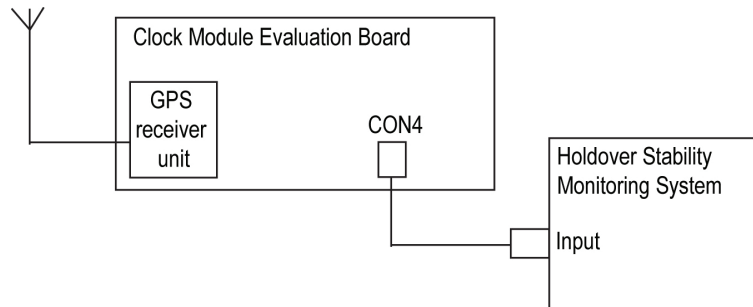 Clock Module Evaluation Board
GPS
receiver
unit
CON4
Holdover Stability
Monitoring System
Input